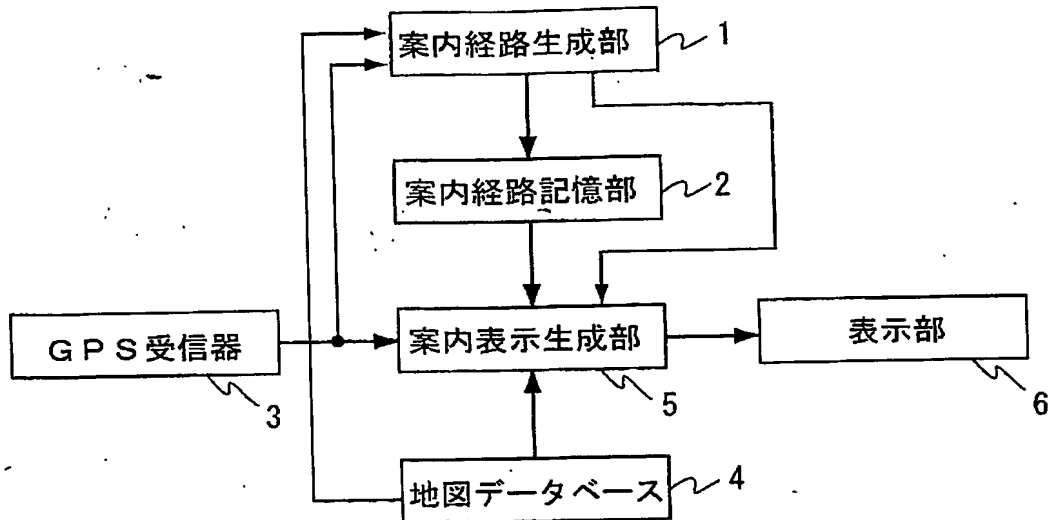 案内経路生成部 1
案内経路記憶部 2
GPS受信器 3
案内表示生成部 5
表示部 6
地図データベース 4